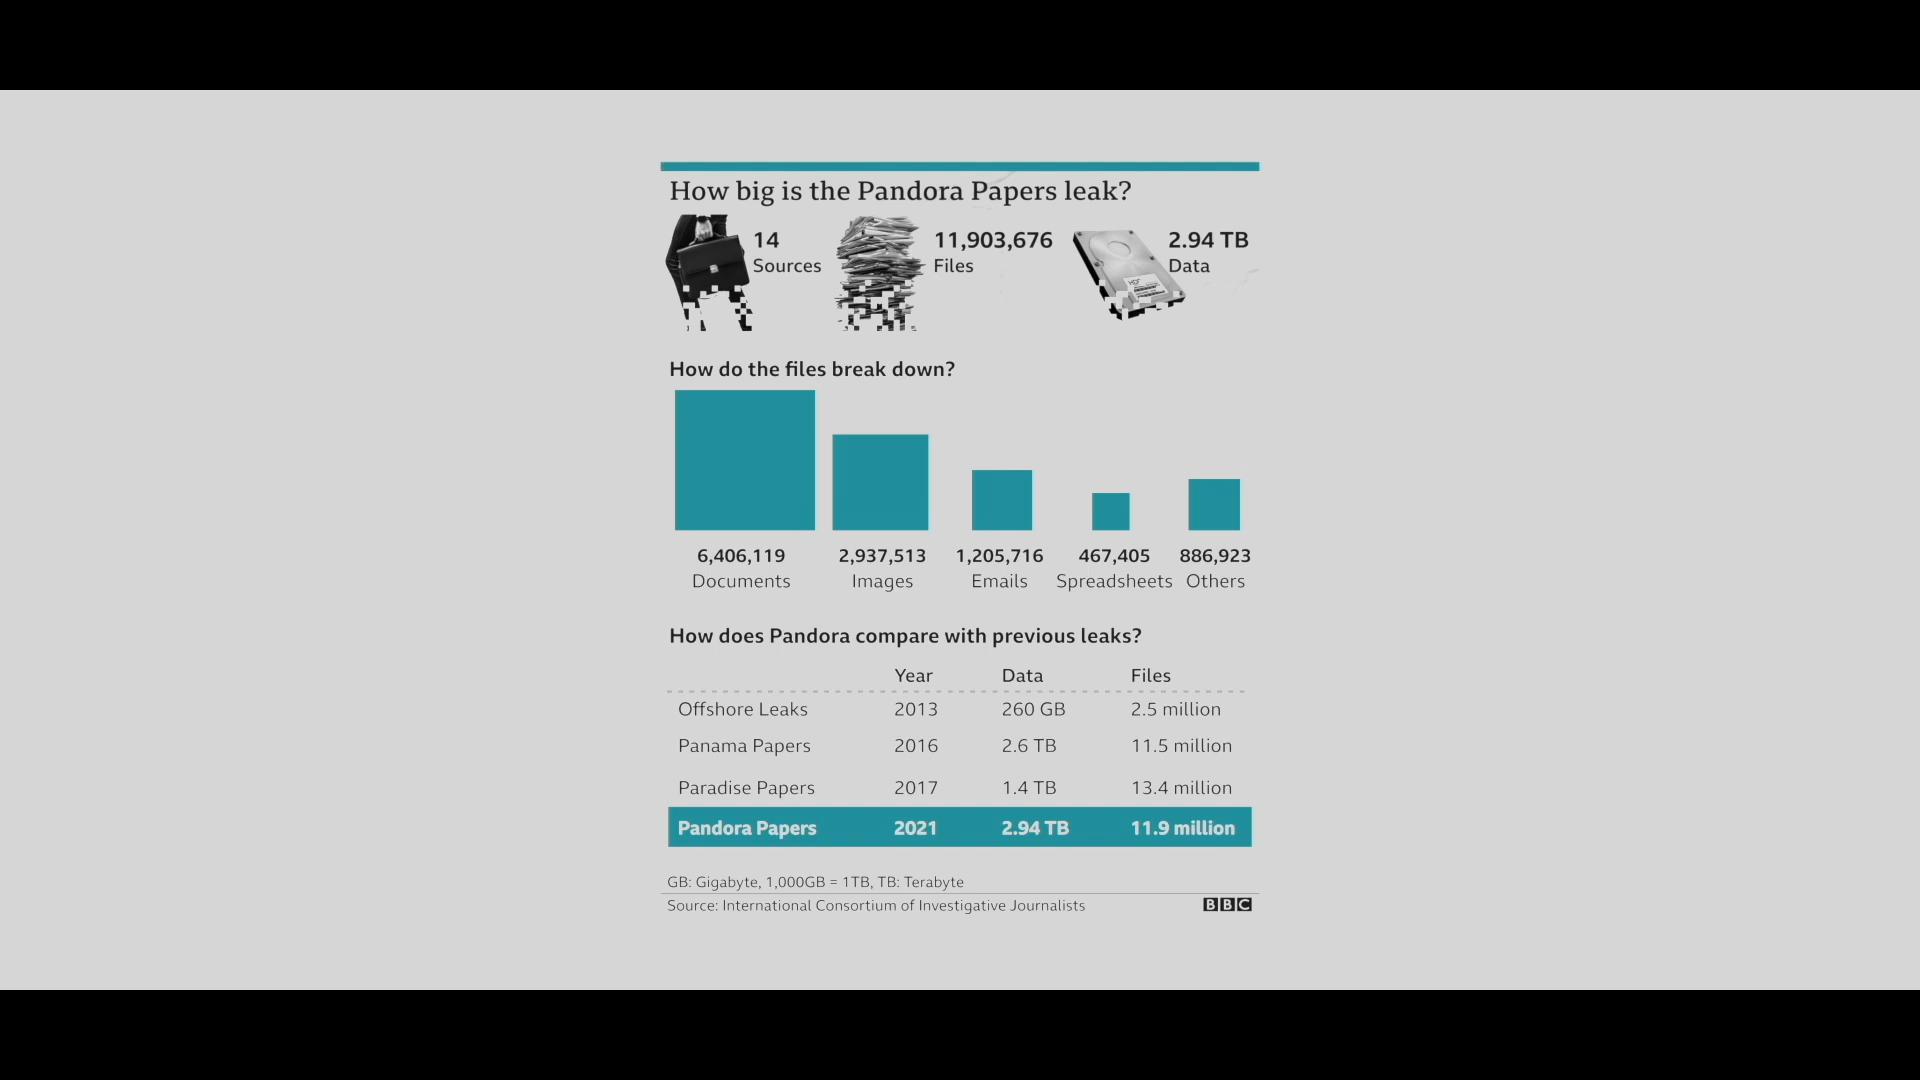 How big is the Pandora Papers leak?
14 11,903,676 2.94 TB
Sources Files Data
How do the files break down?
6,406,119 2,937,513 1,205,716 467,405 886,923
Documents Images Emails Spreadsheets Others
How does Pandora compare with previous leaks?
Year Data Files
Offshore Leaks 2013 260 GB 2.5 million
Panama Papers 2016 2.6 TB 11.5 million
Paradise Papers 2017 1.4 TB 13.4 million
Pandora Papers 2021 2.94 TB 11.9 million
GB: Gigabyte, 1,000GB = 1TB, TB: Terabyte
Source: International Consortium of Investigative Journalists BBC